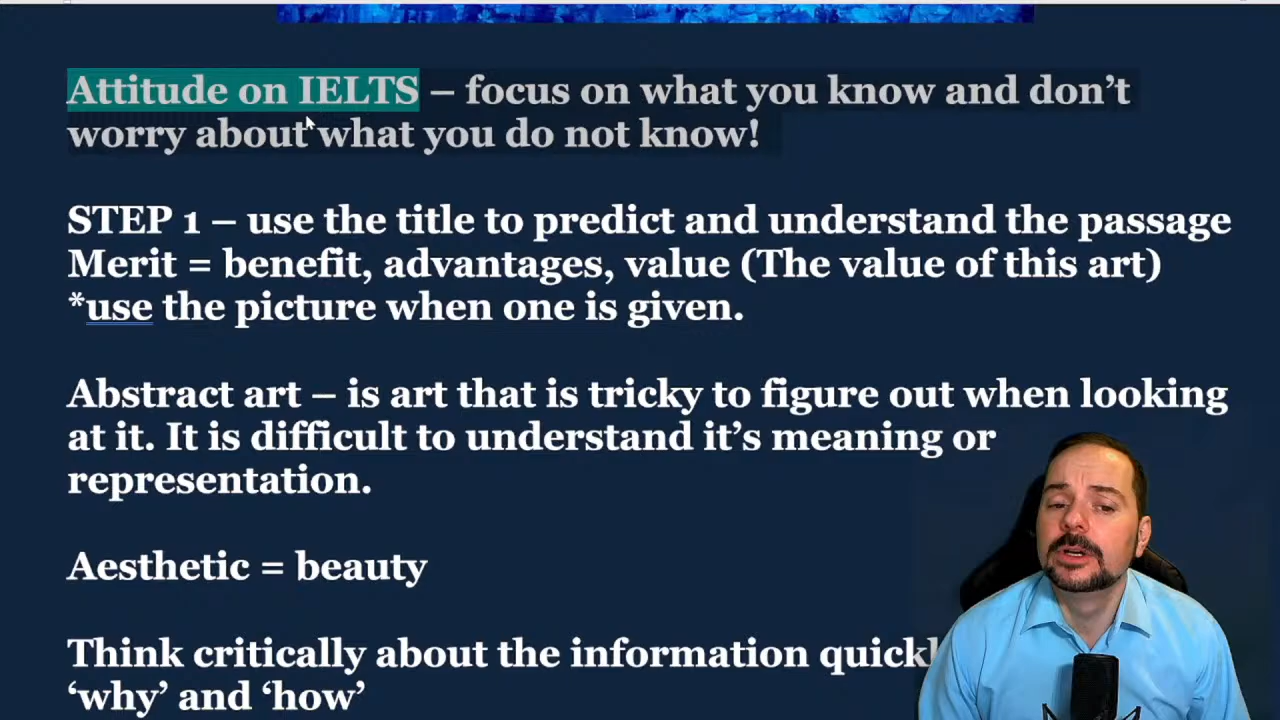 Attitude on IELTS – focus on what you know and don’t
worry about what you do not know!
STEP 1 – use the title to predict and understand the passage
Merit = benefit, advantages, value (The value of this art)
*use the picture when one is given.
Abstract art – is art that is tricky to figure out when looking
at it. It is difficult to understand it’s meaning or
representation.
Aesthetic = beauty
Think critically about the information
‘why’ and ‘how’